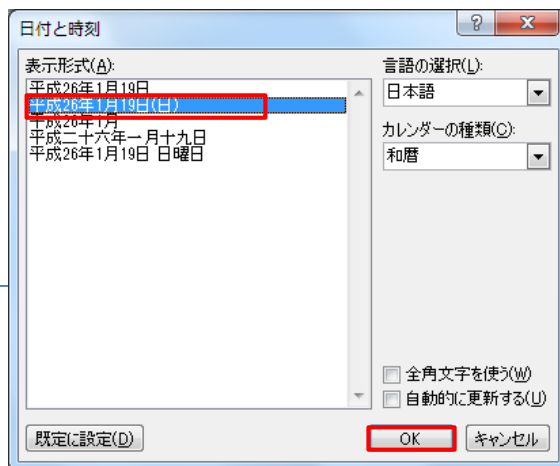 日付と時刻
表示形式(A):
平成26年1月19日
平成26年1月19日(日)
平成26年1月
平成二十六年一月十九日
平成26年1月19日 日曜日
言語の選択(L):
日本語
カレンダーの種類(C):
和暦
全角文字を使う(W)
自動的に更新する(U)
既定に設定(D)
OK
キャンセル